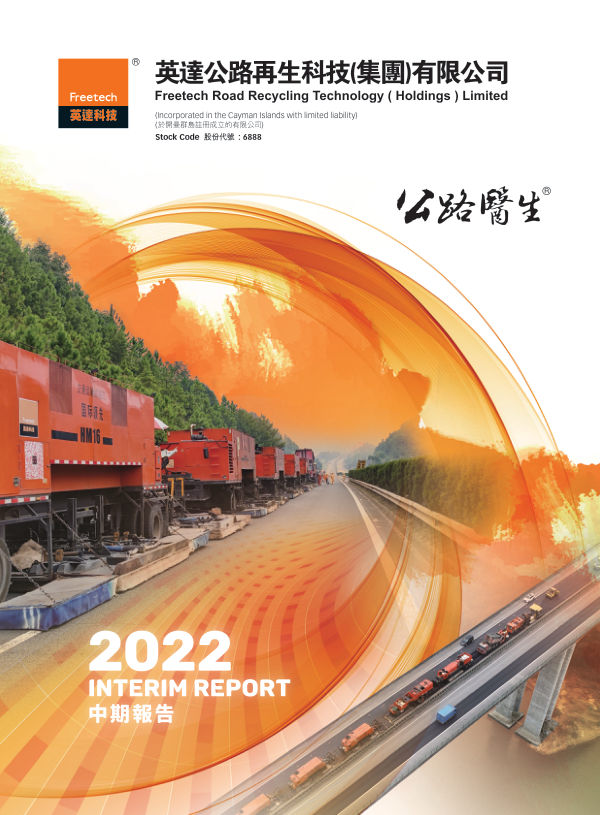 Freetech
英達科技
®
英達公路再生科技(集團)有限公司
Freetech Road Recycling Technology ( Holdings ) Limited
(Incorporated in the Cayman Islands with limited liability)
(於開曼群島註冊成立的有限公司)
Stock Code 股份代號 : 6888
公路醫生®
HM16
2022
INTERIM REPORT
中期報告